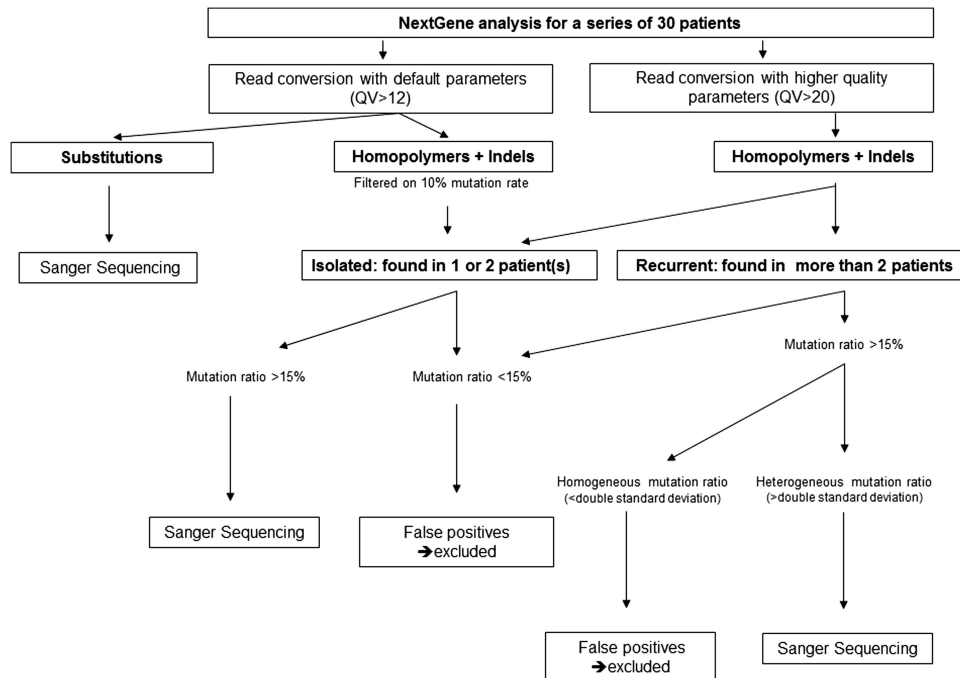 NextGene analysis for a series of 30 patients
Read conversion with default parameters
(QV>12)
Read conversion with higher quality
parameters (QV>20)
Substitutions
Homopolymers + Indels
Filtered on 10% mutation rate
Homopolymers + Indels
Sanger Sequencing
Isolated: found in 1 or 2 patient(s)
Recurrent: found in more than 2 patients
Mutation ratio >15%
Mutation ratio <15%
Mutation ratio >15%
Homogeneous mutation ratio
(<double standard deviation)
Heterogeneous mutation ratio
(>double standard deviation)
Sanger Sequencing
False positives
➔excluded
False positives
➔excluded
Sanger Sequencing